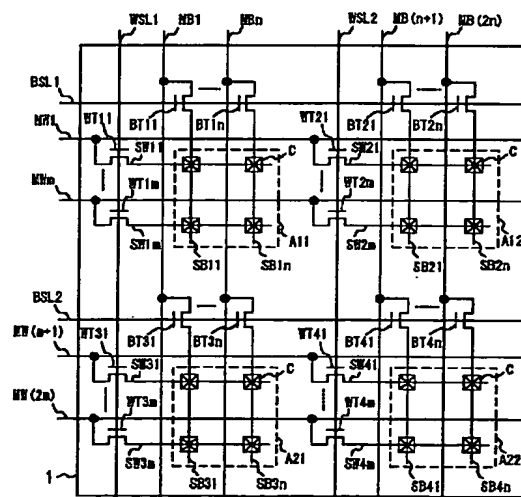 WSL1 MB1 MBn WSL2 MB(n+1) MB(2n)
BSL1
WT11 BT11 BT1n WT21 BT21 BT2n
MW1
SW11 C SW21 C
WT1m WT2m
MWm
SW1m A11 SW2m A12
SB11 SB1n SB21 SB2n
BSL2
WT31 BT31 BT3n WT41 BT41 BT4n
MW(m+1)
SW31 C SW41 C
MW(2m) WT3m WT4m
SW3m A21 SW4m A22
1 SB31 SB3n SB41 SB4n